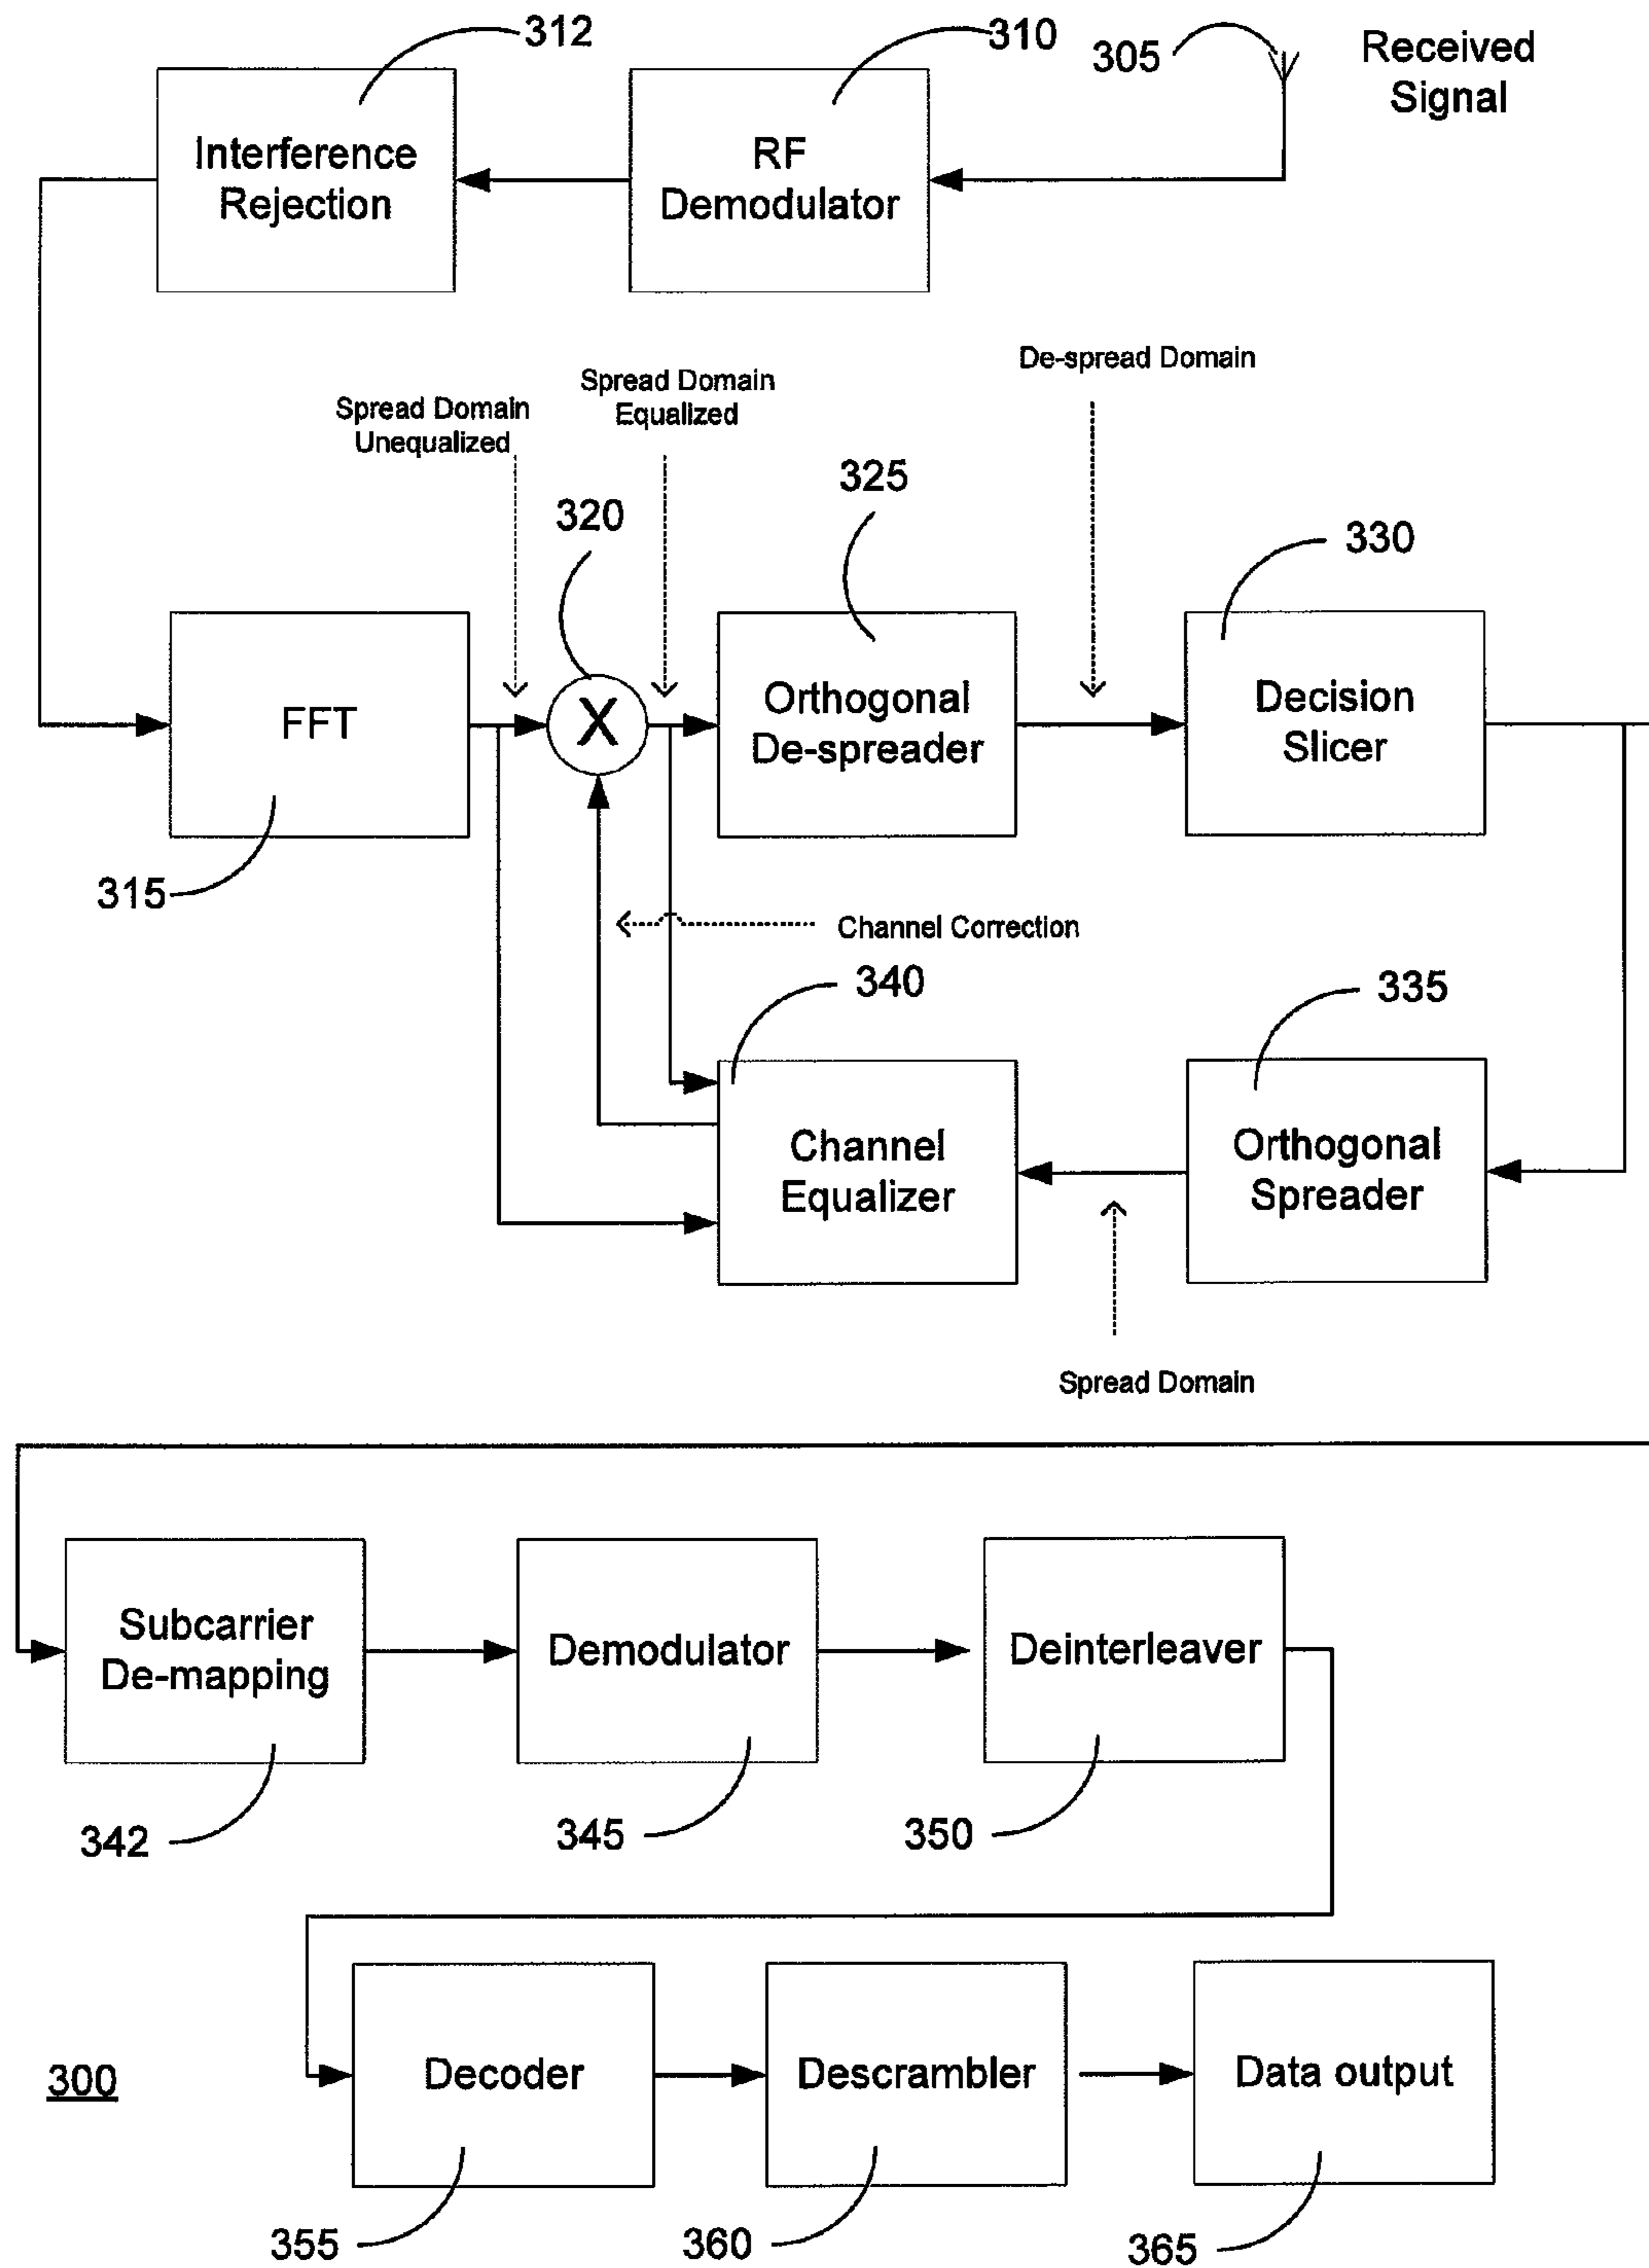 312
310
305
Received
Signal
Interference
Rejection
RF
Demodulator
De-spread Domain
Spread Domain
Equalized
Spread Domain
Unequalized
320
325
330
FFT
X
Orthogonal
De-spreader
Decision
Slicer
315
Channel Correction
340
335
Channel
Equalizer
Orthogonal
Spreader
Spread Domain
Subcarrier
De-mapping
Demodulator
Deinterleaver
342
345
350
300
Decoder
Descrambler
Data output
355
360
365